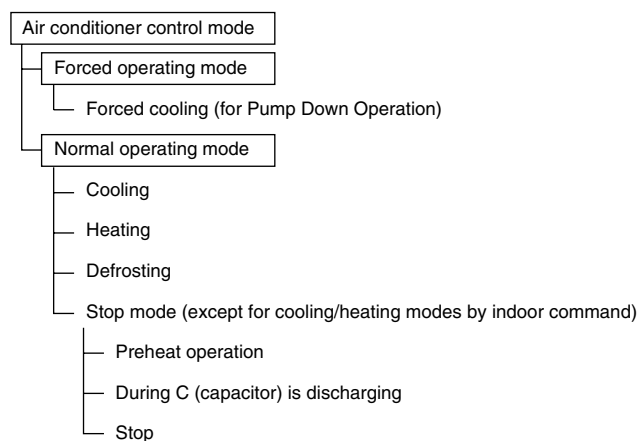 Air conditioner control mode
Forced operating mode
Forced cooling (for Pump Down Operation)
Normal operating mode
Cooling
Heating
Defrosting
Stop mode (except for cooling/heating modes by indoor command)
Preheat operation
During C (capacitor) is discharging
Stop